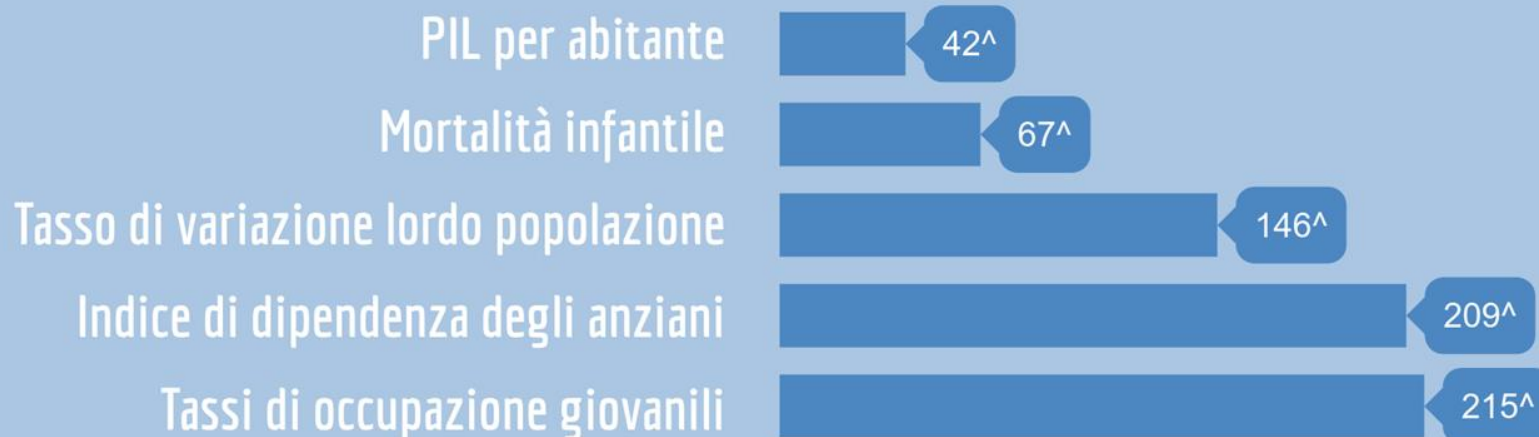 PIL per abitante 42^
Mortalità infantile 67^
Tasso di variazione lordo popolazione 146^
Indice di dipendenza degli anziani 209^
Tassi di occupazione giovanili 215^